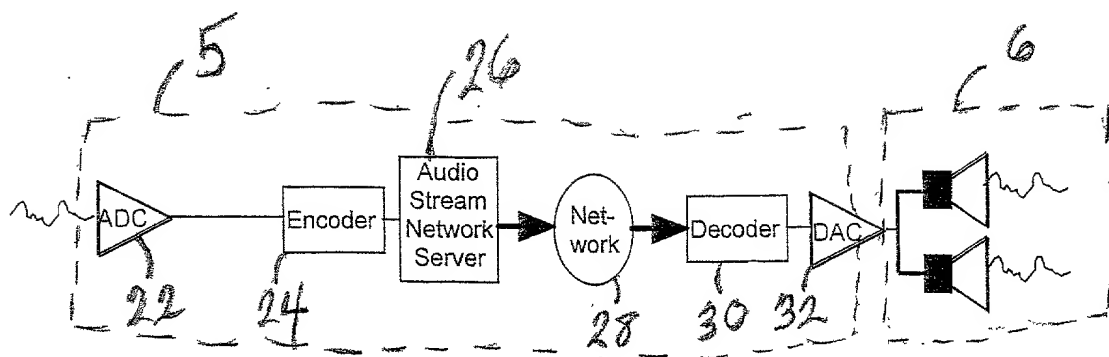 5
26
6
ADC
Encoder
Audio
Stream
Network
Server
Net-
work
Decoder
DAC
22
24
28
30
32